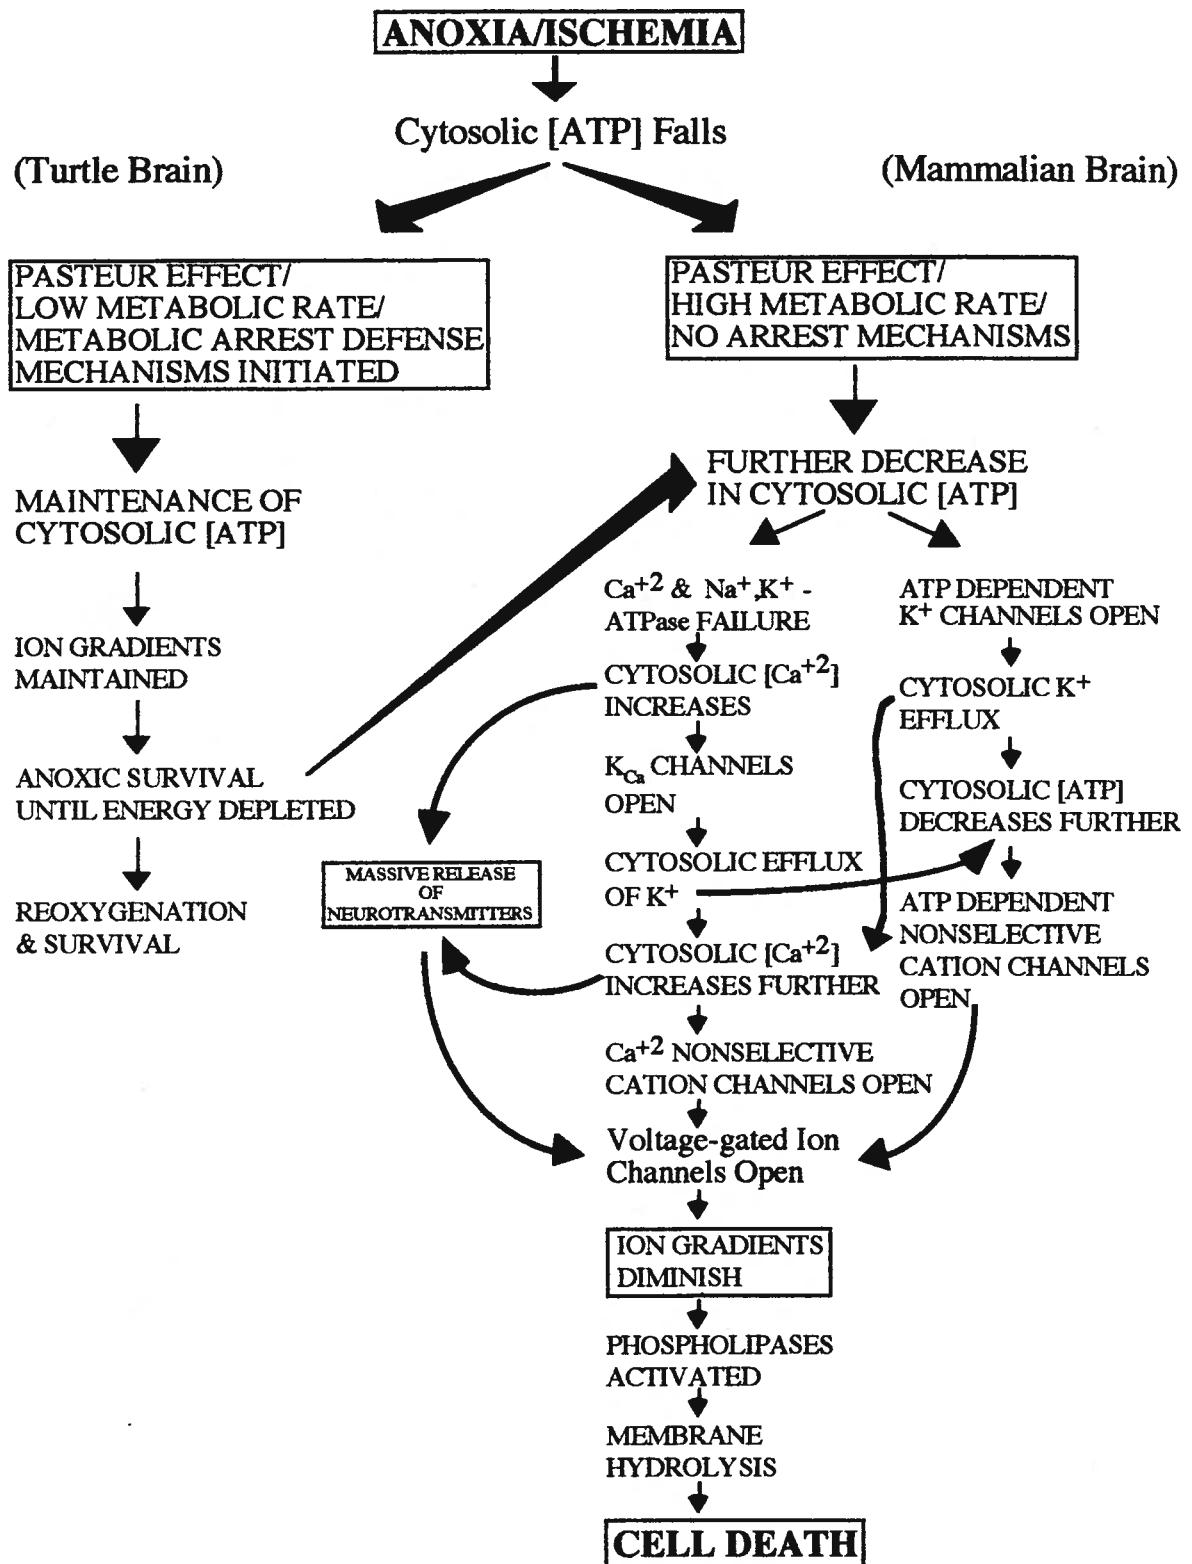 ANOXIA/ISCHEMIA
Cytosolic [ATP] Falls
(Turtle Brain)
(Mammalian Brain)
PASTEUR EFFECT/
LOW METABOLIC RATE/
METABOLIC ARREST DEFENSE
MECHANISMS INITIATED
MAINTENANCE OF
CYTOSOLIC [ATP]
ION GRADIENTS
MAINTAINED
ANOXIC SURVIVAL
UNTIL ENERGY DEPLETED
REOXYGENATION
& SURVIVAL
PASTEUR EFFECT/
HIGH METABOLIC RATE/
NO ARREST MECHANISMS
FURTHER DECREASE
IN CYTOSOLIC [ATP]
Ca+2 & Na+,K+ -
ATPase FAILURE
CYTOSOLIC [Ca+2]
INCREASES
KCa CHANNELS
OPEN
CYTOSOLIC EFFLUX
OF K+
CYTOSOLIC [Ca+2]
INCREASES FURTHER
Ca+2 NONSELECTIVE
CATION CHANNELS OPEN
MASSIVE RELEASE
OF
NEUROTRANSMITTERS
ATP DEPENDENT
K+ CHANNELS OPEN
CYTOSOLIC K+
EFFLUX
CYTOSOLIC [ATP]
DECREASES FURTHER
ATP DEPENDENT
NONSELECTIVE
CATION CHANNELS
OPEN
Voltage-gated Ion
Channels Open
ION GRADIENTS
DIMINISH
PHOSPHOLIPASES
ACTIVATED
MEMBRANE
HYDROLYSIS
CELL DEATH